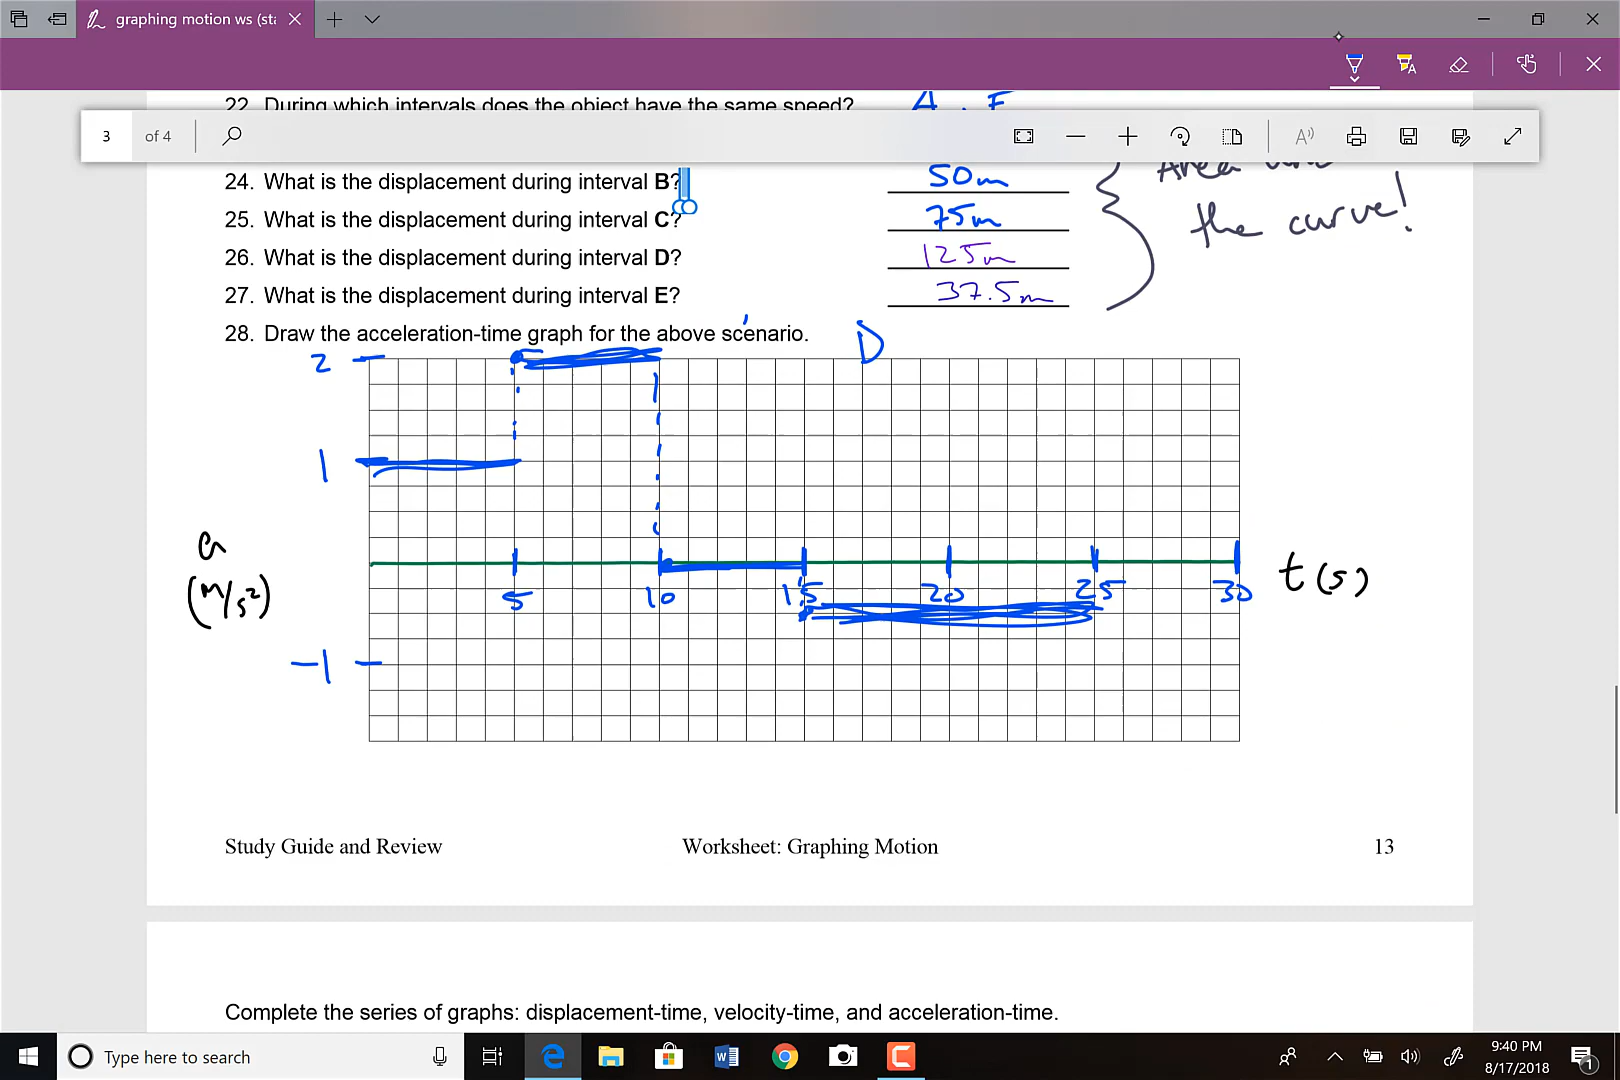 graphing motion ws (sta
22. During which intervals does the object have the same speed? A, E
3 of 4
Area
24. What is the displacement during interval B? 50m
the curve!
25. What is the displacement during interval C? 75m
26. What is the displacement during interval D? 125m
27. What is the displacement during interval E? 37.5m
28. Draw the acceleration-time graph for the above scenario. D
2
1
a
(m/s²)
5 10 15 20 25 30 t(s)
-1
Study Guide and Review Worksheet: Graphing Motion 13
Complete the series of graphs: displacement-time, velocity-time, and acceleration-time.
Type here to search
9:40 PM
8/17/2018
1